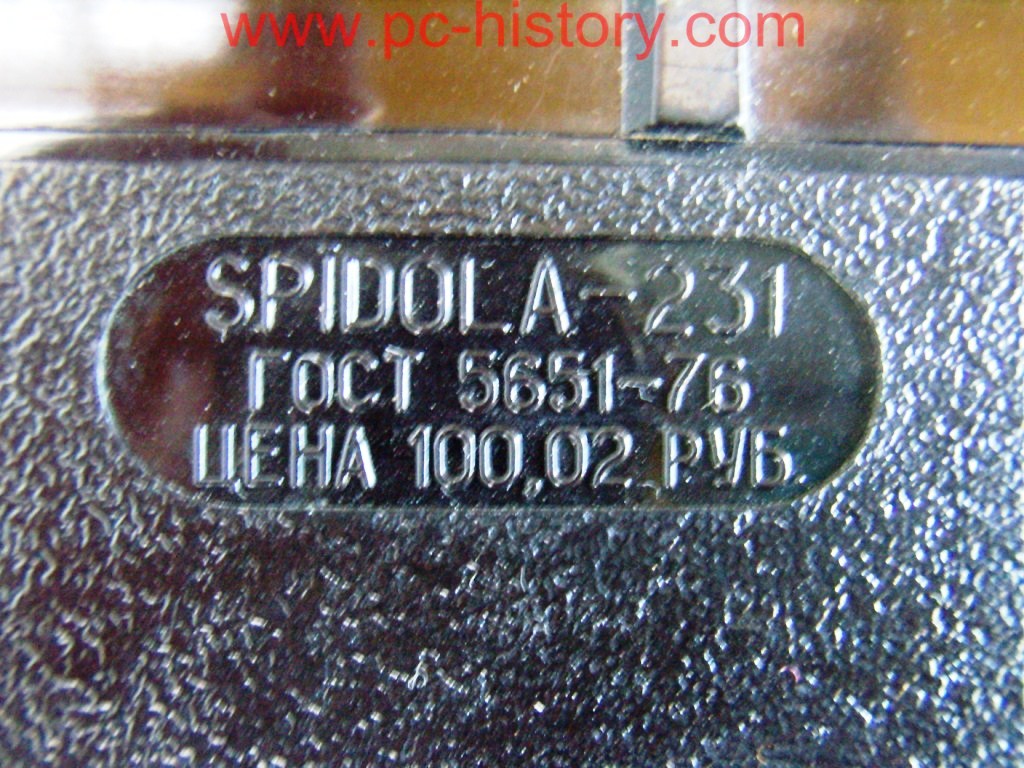 www.pc-history.com
SPIDOLA-231
ГОСТ 5651-76
ЦЕНА 100,02 РУБ.